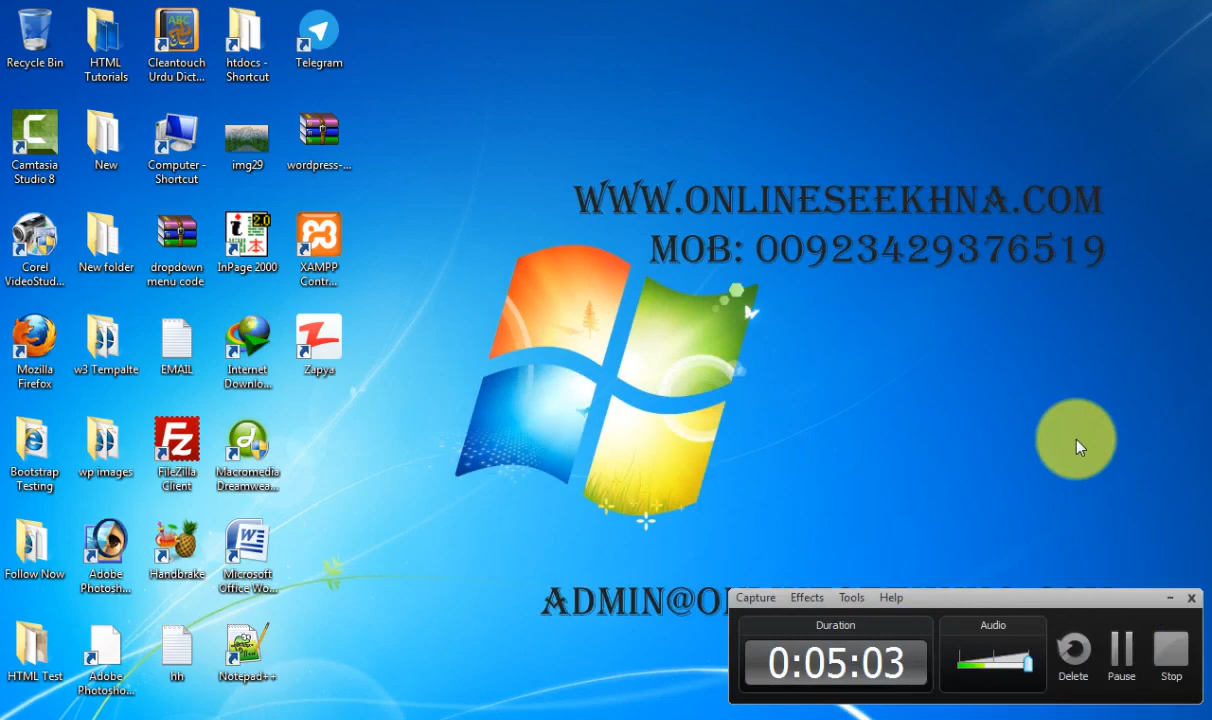 Recycle Bin
HTML
Tutorials
Cleantouch
Urdu Dict...
htdocs -
Shortcut
Telegram
Camtasia
Studio 8
New
Computer -
Shortcut
img29
wordpress-...
Corel
VideoStud...
New folder
dropdown
menu code
InPage 2000
XAMPP
Contr...
Mozilla
Firefox
w3 Tempalte
EMAIL
Internet
Downlo...
Zapya
Bootstrap
Testing
wp images
FileZilla
Client
Macromedia
Dreamwea...
Follow Now
Adobe
Photosh...
Handbrake
Microsoft
Office Wo...
HTML Test
Adobe
Photosho...
hh
Notepad++
WWW.ONLINESEEKHNA.COM
MOB: 00923429376519
ADMIN@O
Capture Effects Tools Help
Duration
0:05:03
Audio
Delete Pause Stop